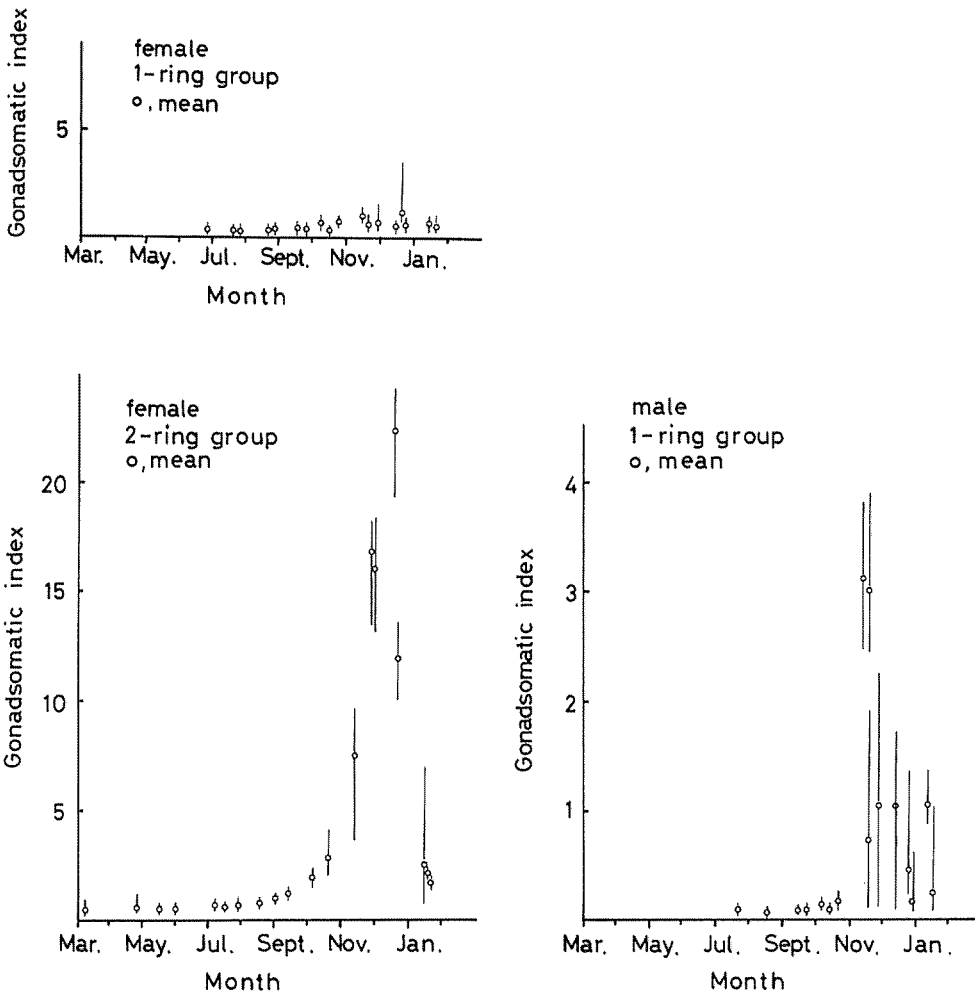 Gonadsomatic index
female
1-ring group
o, mean
5
Mar. May. Jul. Sept. Nov. Jan.
Month
Gonadsomatic index
female
2-ring group
o, mean
20
15
10
5
Mar. May. Jul. Sept. Nov. Jan.
Month
Gonadsomatic index
male
1-ring group
o, mean
4
3
2
1
Mar. May. Jul. Sept. Nov. Jan.
Month